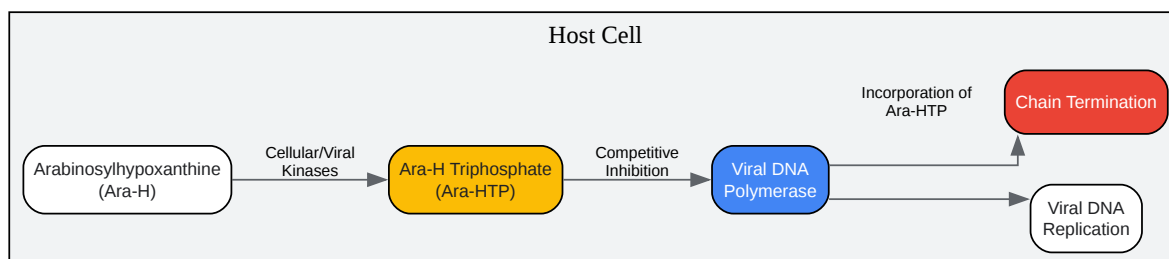 Host Cell
Arabinosylhypoxanthine
(Ara-H)
Cellular/Viral
Kinases
Ara-H Triphosphate
(Ara-HTP)
Competitive
Inhibition
Viral DNA
Polymerase
Incorporation of
Ara-HTP
Chain Termination
Viral DNA
Replication